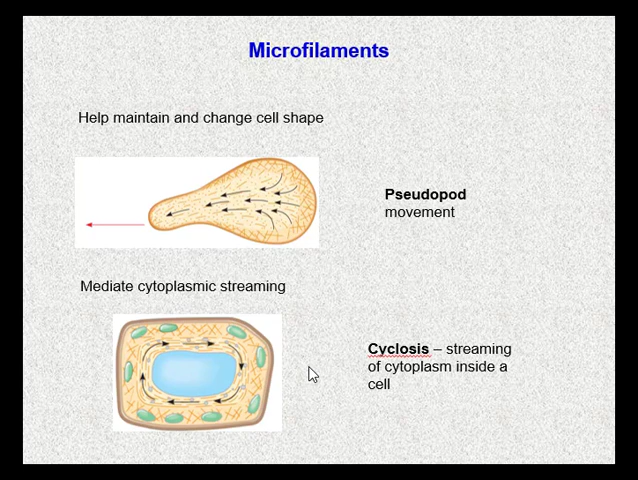 Microfilaments
Help maintain and change cell shape
Pseudopod
movement
Mediate cytoplasmic streaming
Cyclosis – streaming
of cytoplasm inside a
cell